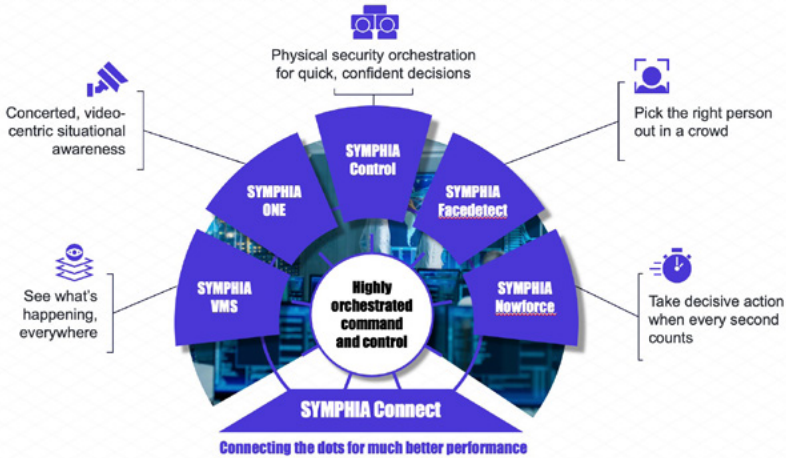 Physical security orchestration
for quick, confident decisions
Concerted, video-
centric situational
awareness
Pick the right person
out in a crowd
SYMPHIA
Control
SYMPHIA
ONE
SYMPHIA
Facedetect
SYMPHIA
VMS
SYMPHIA
Nowforce
See what's
happening,
everywhere
Highly
orchestrated
command
and control
Take decisive action
when every second
counts
SYMPHIA Connect
Connecting the dots for much better performance